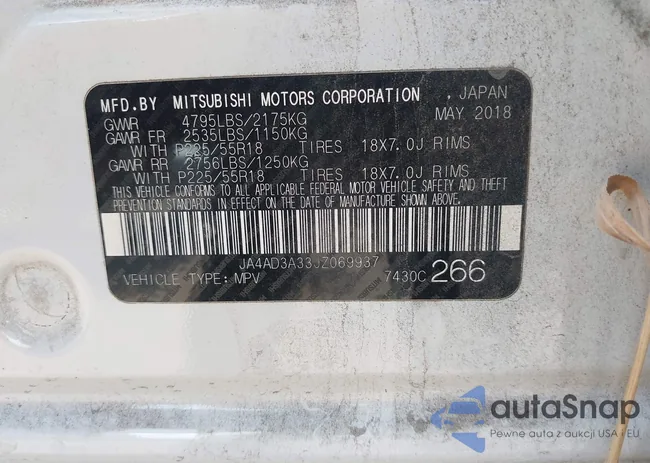 MFD.BY MITSUBISHI MOTORS CORPORATION , JAPAN
GVWR 4795LBS/2175KG MAY 2018
GAWR FR 2535LBS/1150KG
WITH P225/55R18 TIRES 18X7.0J RIMS
GAWR RR 2756LBS/1250KG
WITH P225/55R18 TIRES 18X7.0J RIMS
THIS VEHICLE CONFORMS TO ALL APPLICABLE FEDERAL MOTOR VEHICLE SAFETY AND THEFT
PREVENTION STANDARDS IN EFFECT ON THE DATE OF MANUFACTURE SHOWN ABOVE.
JA4AD3A33JZ069937
VEHICLE TYPE: MPV 7430C 266
autaSnap
Pewne auta z aukcji USA i EU